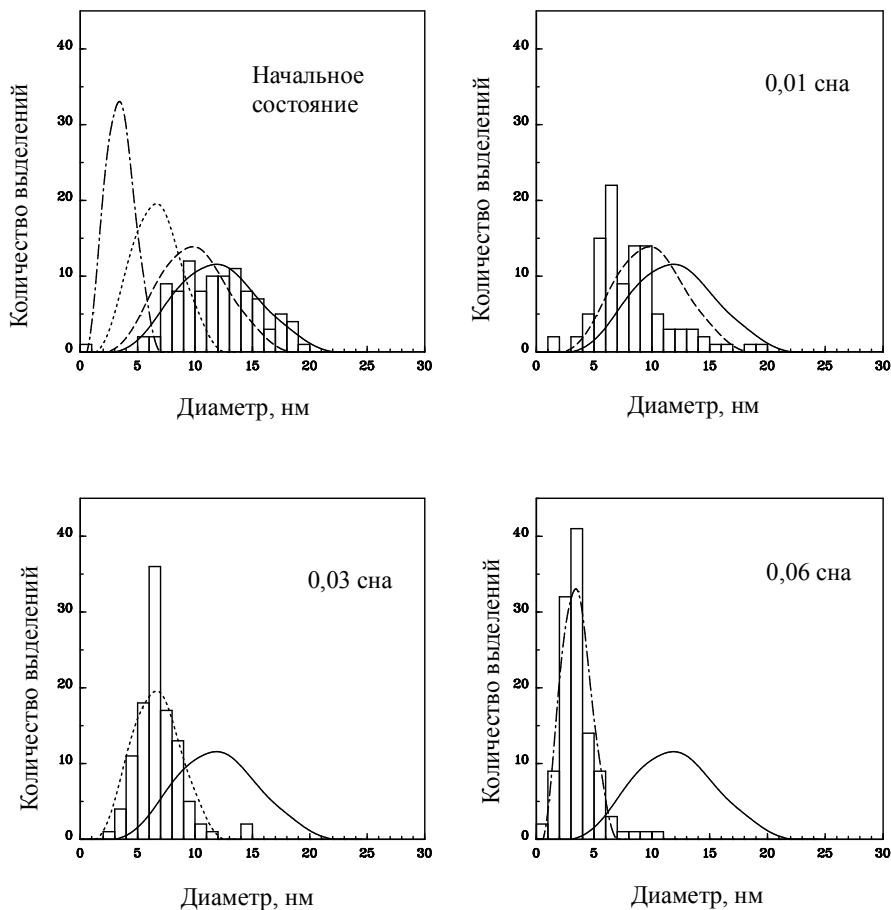 Количество выделений
40
30
20
10
0
Начальное
состояние
0 5 10 15 20 25 30
Диаметр, нм
Количество выделений
40
30
20
10
0
0,01 сна
0 5 10 15 20 25 30
Диаметр, нм
Количество выделений
40
30
20
10
0
0,03 сна
0 5 10 15 20 25 30
Диаметр, нм
Количество выделений
40
30
20
10
0
0,06 сна
0 5 10 15 20 25 30
Диаметр, нм